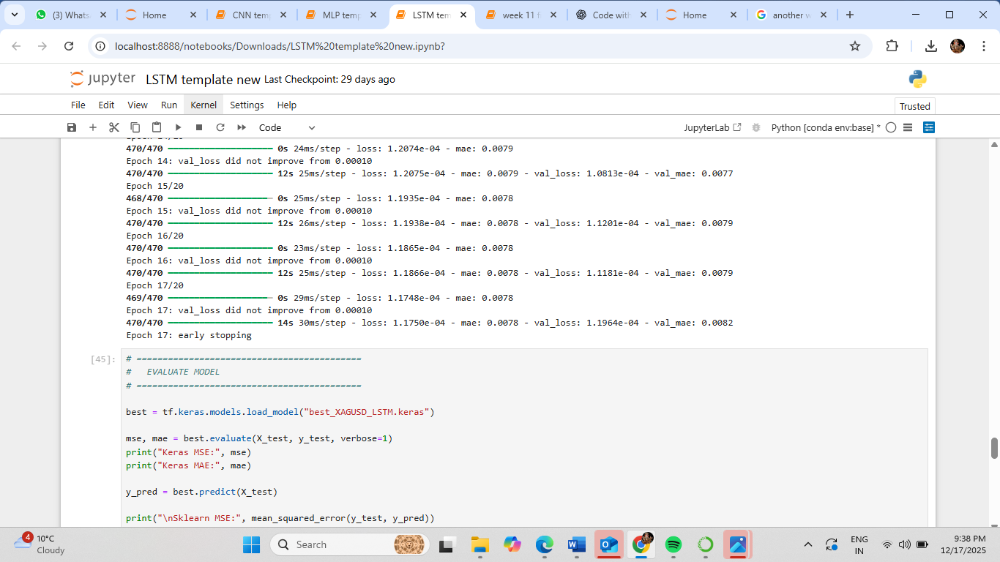 (3) Whats
Home
CNN tem
MLP temp
LSTM tem
week 11 f
Code with
Home
another w
localhost:8888/notebooks/Downloads/LSTM%20template%20new.ipynb?
jupyter LSTM template new Last Checkpoint: 29 days ago
File Edit View Run Kernel Settings Help
Trusted
Code
JupyterLab
Python [conda env:base] *
470/470 0s 24ms/step - loss: 1.2074e-04 - mae: 0.0079
Epoch 14: val_loss did not improve from 0.00010
470/470 12s 25ms/step - loss: 1.2075e-04 - mae: 0.0079 - val_loss: 1.0813e-04 - val_mae: 0.0077
Epoch 15/20
468/470 0s 25ms/step - loss: 1.1935e-04 - mae: 0.0078
Epoch 15: val_loss did not improve from 0.00010
470/470 12s 26ms/step - loss: 1.1938e-04 - mae: 0.0078 - val_loss: 1.1201e-04 - val_mae: 0.0079
Epoch 16/20
470/470 0s 23ms/step - loss: 1.1865e-04 - mae: 0.0078
Epoch 16: val_loss did not improve from 0.00010
470/470 12s 25ms/step - loss: 1.1866e-04 - mae: 0.0078 - val_loss: 1.1181e-04 - val_mae: 0.0079
Epoch 17/20
469/470 0s 29ms/step - loss: 1.1748e-04 - mae: 0.0078
Epoch 17: val_loss did not improve from 0.00010
470/470 14s 30ms/step - loss: 1.1750e-04 - mae: 0.0078 - val_loss: 1.1964e-04 - val_mae: 0.0082
Epoch 17: early stopping
[45]:
# ===========================================
#   EVALUATE MODEL
# ===========================================
best = tf.keras.models.load_model("best_XAGUSD_LSTM.keras")
mse, mae = best.evaluate(X_test, y_test, verbose=1)
print("Keras MSE:", mse)
print("Keras MAE:", mae)
y_pred = best.predict(X_test)
print("\nSklearn MSE:", mean_squared_error(y_test, y_pred))
4
10°C
Cloudy
Search
ENG
IN
9:38 PM
12/17/2025